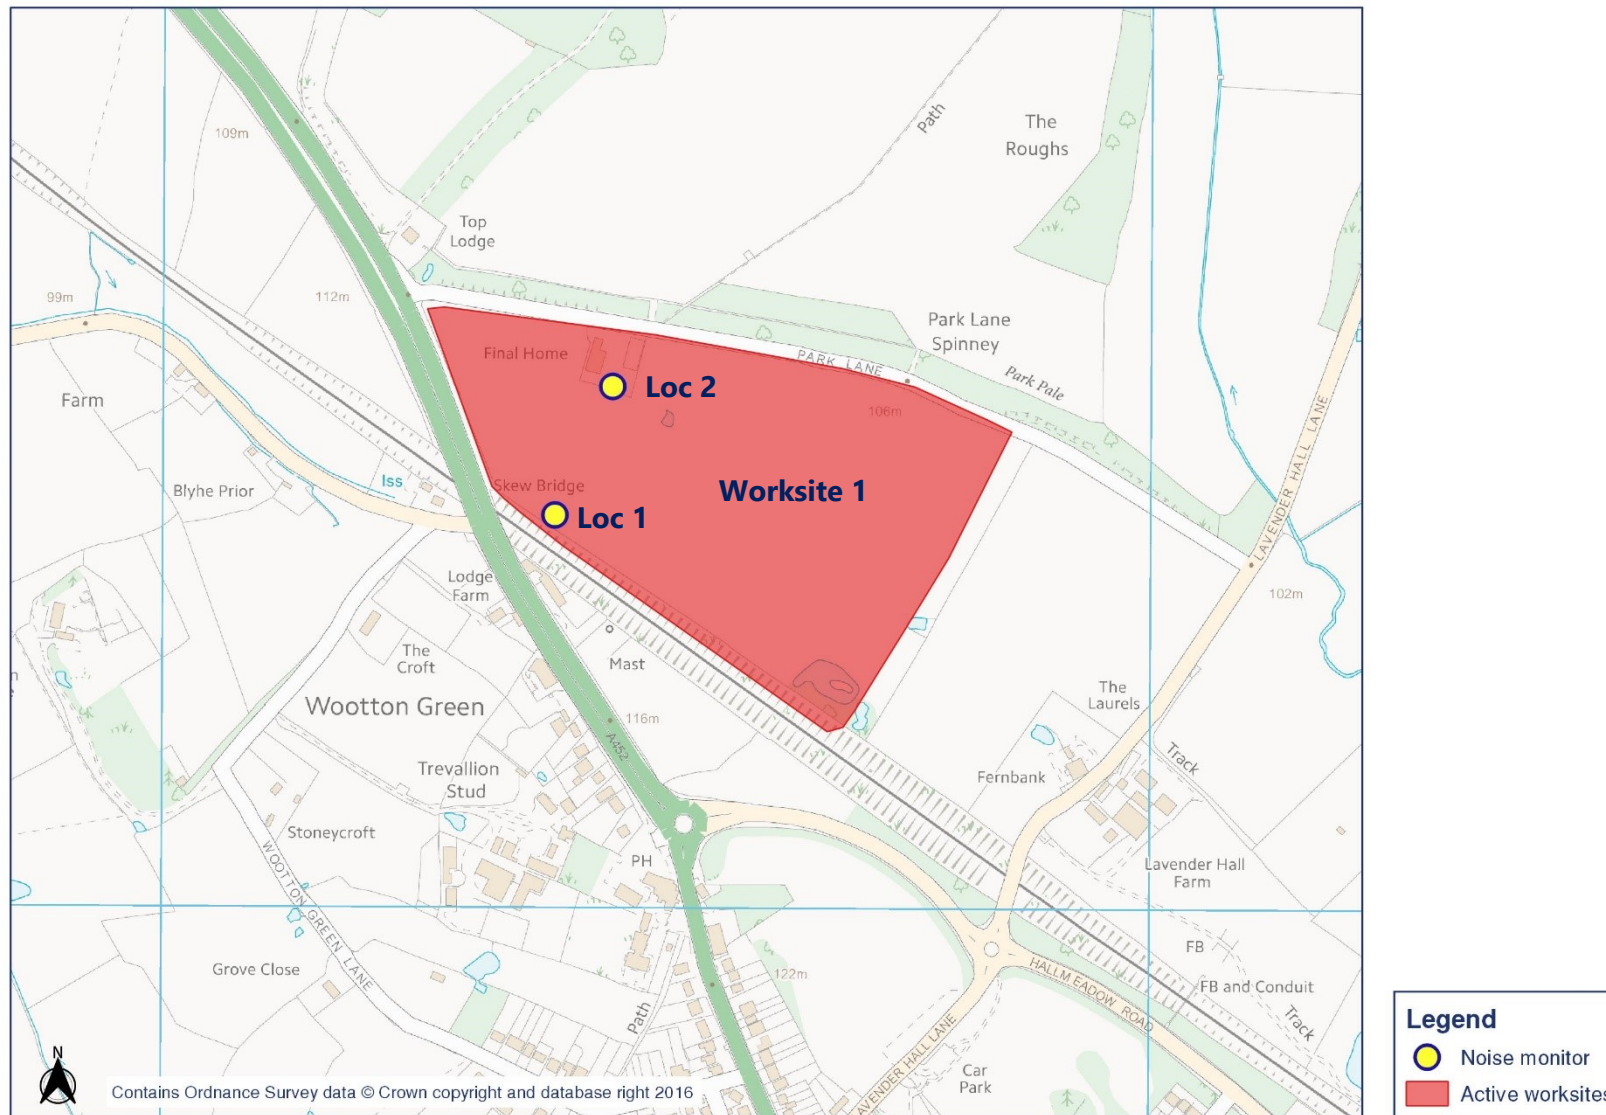 109m
Path
The
Roughs
Top
Lodge
99m
112m
Park Lane
Spinney
Final Home
PARK LANE
Park Pale
Farm
Loc 2
106m
LAVENDER HALL LANE
Blyhe Prior
Iss
Skew Bridge
Worksite 1
Loc 1
Lodge
Farm
102m
The
Croft
Mast
Wootton Green
116m
A452
The
Laurels
Trevallion
Stud
Track
Fernbank
Stoneycroft
WOOTTON GREEN LANE
PH
Lavender Hall
Farm
FB
Grove Close
122m
HALLMEADOW ROAD
FB and Conduit
Path
Track
LAVENDER HALL LANE
Car
Park
N
Contains Ordnance Survey data © Crown copyright and database right 2016
Legend
Noise monitor
Active worksites